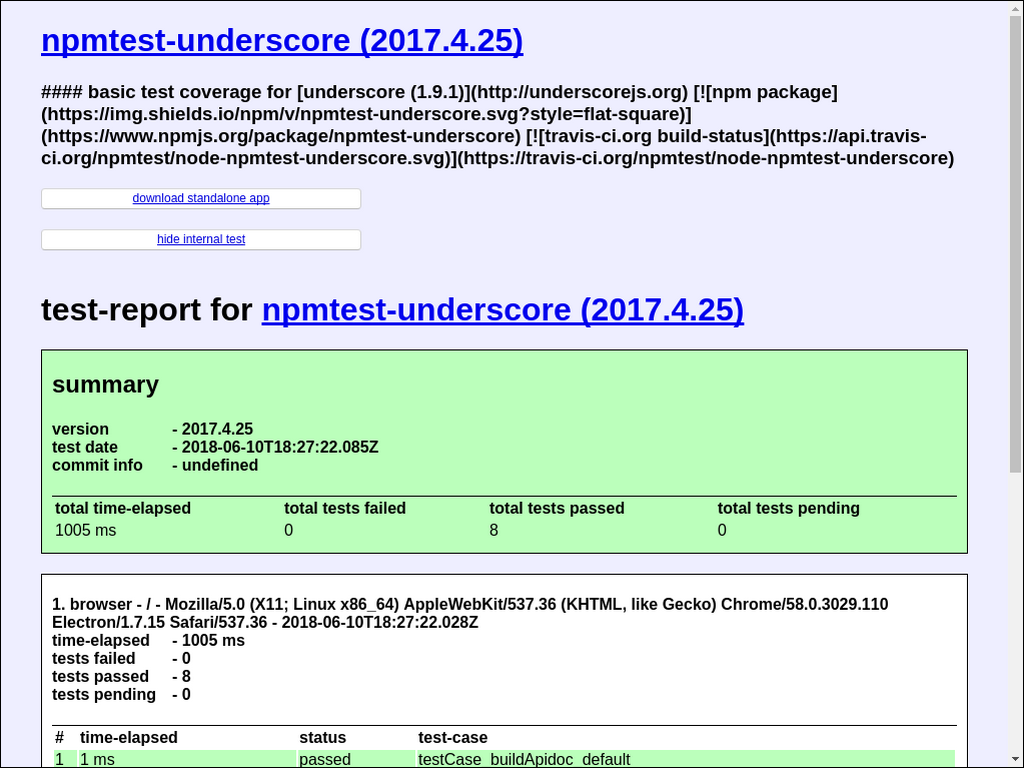 npmtest-underscore (2017.4.25)
#### basic test coverage for [underscore (1.9.1)](http://underscorejs.org) [![npm package]
(https://img.shields.io/npm/v/npmtest-underscore.svg?style=flat-square)]
(https://www.npmjs.org/package/npmtest-underscore) [![travis-ci.org build-status](https://api.travis-
ci.org/npmtest/node-npmtest-underscore.svg)](https://travis-ci.org/npmtest/node-npmtest-underscore)
download standalone app
hide internal test
test-report for npmtest-underscore (2017.4.25)
summary
version - 2017.4.25
test date - 2018-06-10T18:27:22.085Z
commit info - undefined
total time-elapsed total tests failed total tests passed total tests pending
1005 ms 0 8 0
1. browser - / - Mozilla/5.0 (X11; Linux x86_64) AppleWebKit/537.36 (KHTML, like Gecko) Chrome/58.0.3029.110
Electron/1.7.15 Safari/537.36 - 2018-06-10T18:27:22.028Z
time-elapsed - 1005 ms
tests failed - 0
tests passed - 8
tests pending - 0
# time-elapsed status test-case
1 1 ms passed testCase_buildApidoc_default